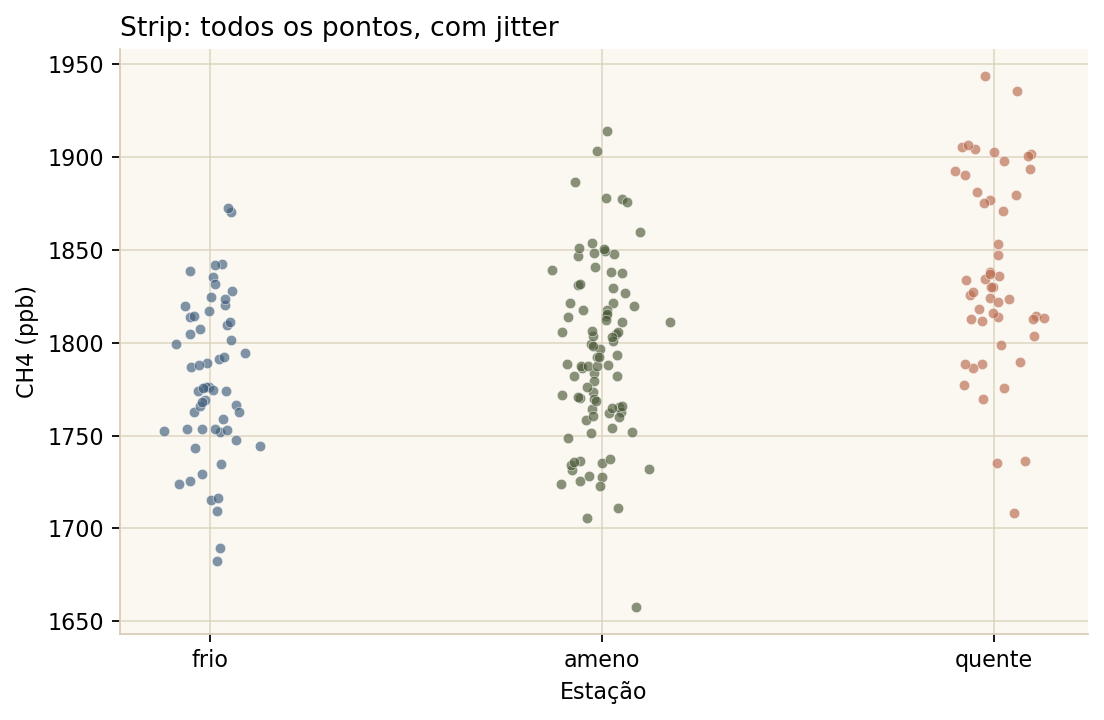 Strip: todos os pontos, com jitter
CH4 (ppb)
1950
1900
1850
1800
1750
1700
1650
frio
ameno
quente
Estação